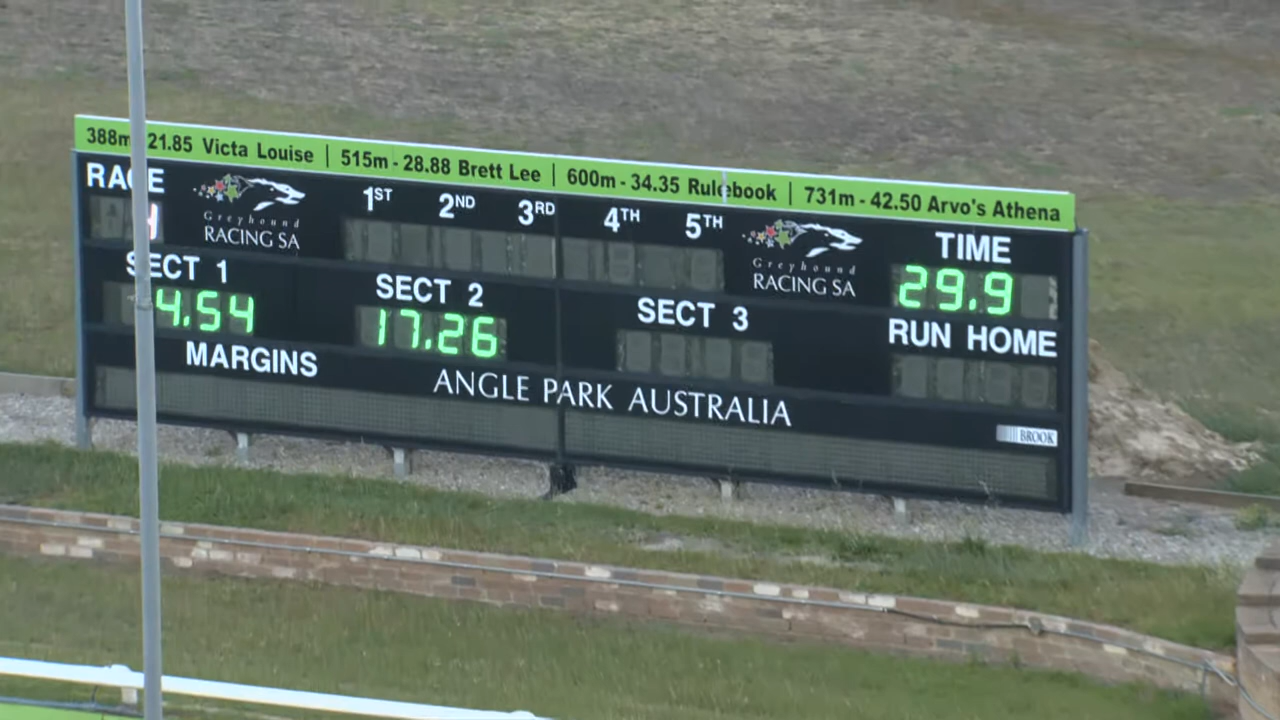 388m 21.85 Victa Louise | 515m - 28.88 Brett Lee | 600m - 34.35 Rulebook | 731m - 42.50 Arvo's Athena
RACE
Greyhound
RACING SA
1ST 2ND 3RD 4TH 5TH
Greyhound
RACING SA
TIME
29.9
SECT 1
4.54
SECT 2
17.26
SECT 3
RUN HOME
MARGINS
ANGLE PARK AUSTRALIA
BROOK